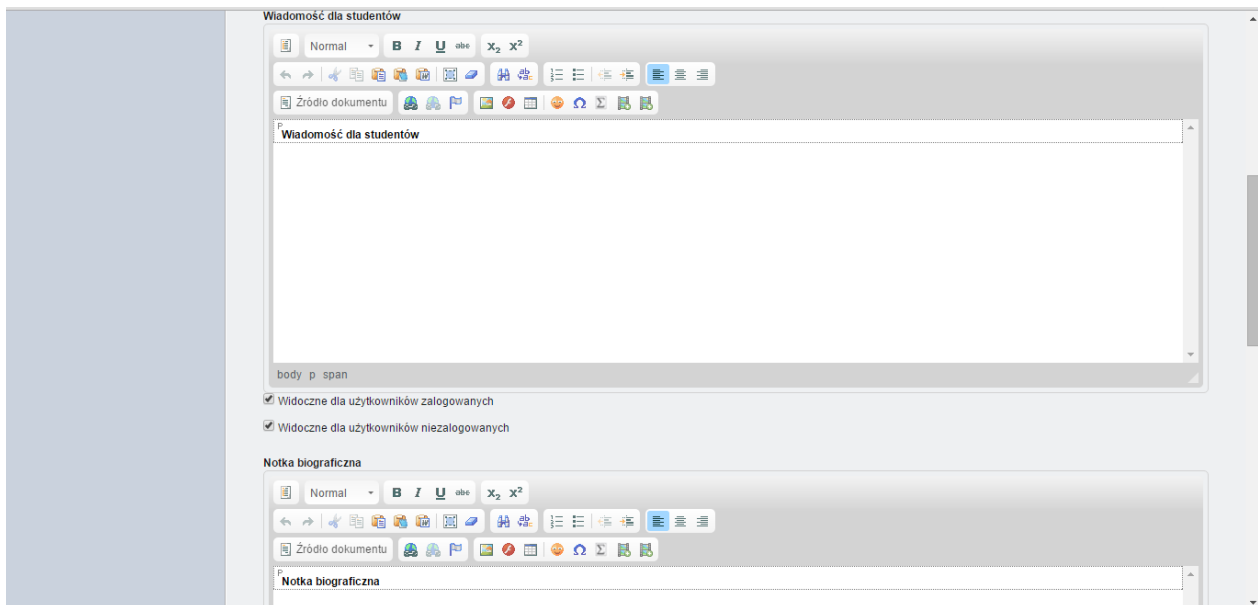 Wiadomość dla studentów
Normal B I U abc X₂ X²
Źródło dokumentu Ω Σ
P
Wiadomość dla studentów
body p span
Widoczne dla użytkowników zalogowanych
Widoczne dla użytkowników niezalogowanych
Notka biograficzna
Normal B I U abc X₂ X²
Źródło dokumentu Ω Σ
P
Notka biograficzna